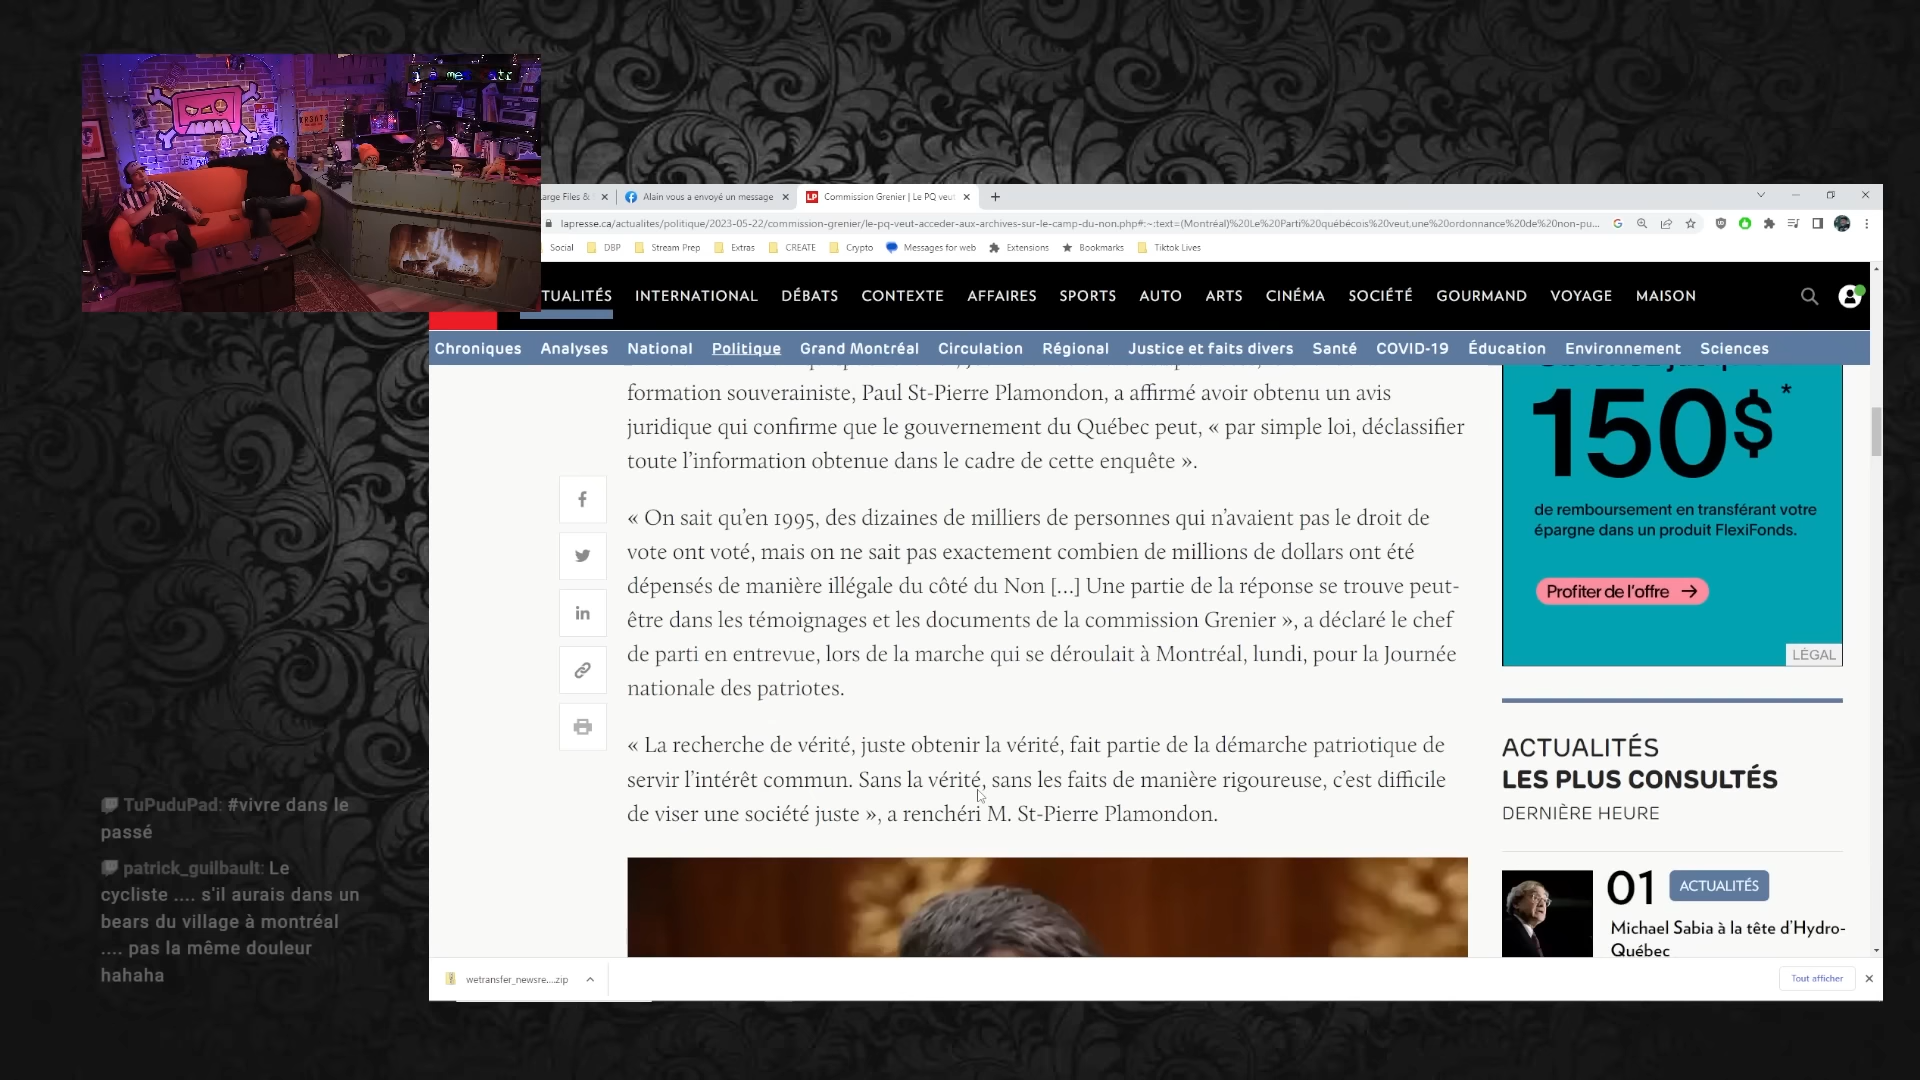 KREATS
arge Files &
Alain vous a envoyé un message
LP
Commission Grenier | Le PQ veut
lapresse.ca/actualites/politique/2023-05-22/commission-grenier/le-pq-veut-acceder-aux-archives-sur-le-camp-du-non.php#:~:text=(Montréal)%20Le%20Parti%20québécois%20veut,une%20ordonnance%20de%20non-pu...
Social
DBP
Stream Prep
Extras
CREATE
Crypto
Messages for web
Extensions
Bookmarks
Tiktok Lives
TUALITÉS
INTERNATIONAL
DÉBATS
CONTEXTE
AFFAIRES
SPORTS
AUTO
ARTS
CINÉMA
SOCIÉTÉ
GOURMAND
VOYAGE
MAISON
Chroniques
Analyses
National
Politique
Grand Montréal
Circulation
Régional
Justice et faits divers
Santé
COVID-19
Éducation
Environnement
Sciences
formation souverainiste, Paul St-Pierre Plamondon, a affirmé avoir obtenu un avis
juridique qui confirme que le gouvernement du Québec peut, « par simple loi, déclassifier
toute l'information obtenue dans le cadre de cette enquête ».
« On sait qu'en 1995, des dizaines de milliers de personnes qui n'avaient pas le droit de
vote ont voté, mais on ne sait pas exactement combien de millions de dollars ont été
dépensés de manière illégale du côté du Non [...] Une partie de la réponse se trouve peut-
être dans les témoignages et les documents de la commission Grenier », a déclaré le chef
de parti en entrevue, lors de la marche qui se déroulait à Montréal, lundi, pour la Journée
nationale des patriotes.
« La recherche de vérité, juste obtenir la vérité, fait partie de la démarche patriotique de
servir l'intérêt commun. Sans la vérité, sans les faits de manière rigoureuse, c'est difficile
de viser une société juste », a renchéri M. St-Pierre Plamondon.
150$*
de remboursement en transférant votre
épargne dans un produit FlexiFonds.
Profiter de l'offre →
LÉGAL
ACTUALITÉS
LES PLUS CONSULTÉS
DERNIÈRE HEURE
01
ACTUALITÉS
Michael Sabia à la tête d'Hydro-
Québec
TuPuduPad: #vivre dans le
passé
patrick_guilbault: Le
cycliste .... s'il aurais dans un
bears du village à montréal
.... pas la même douleur
hahaha
wetransfer_newsre....zip
Tout afficher